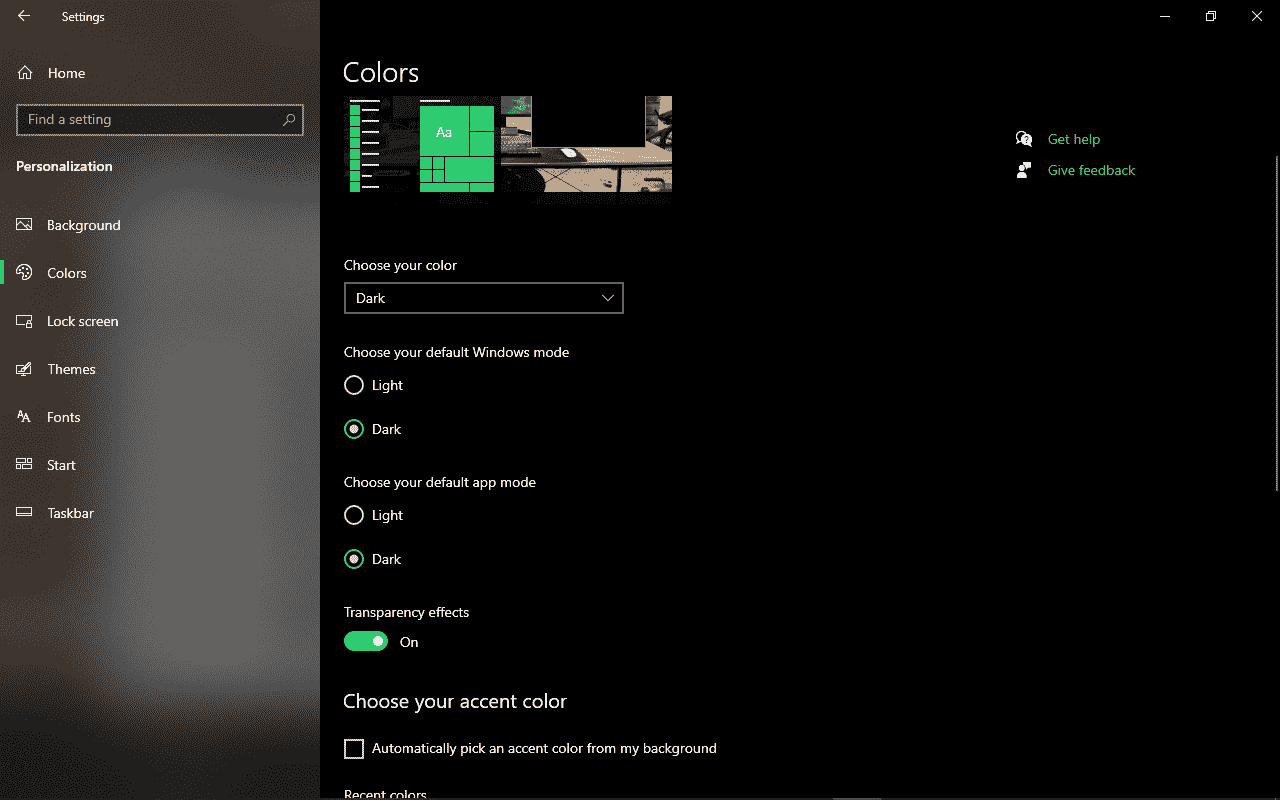 Settings
Home
Find a setting
Personalization
Background
Colors
Lock screen
Themes
Fonts
Start
Taskbar
Colors
Aa
Choose your color
Dark
Choose your default Windows mode
Light
Dark
Choose your default app mode
Light
Dark
Transparency effects
On
Choose your accent color
Automatically pick an accent color from my background
Recent colors
Get help
Give feedback